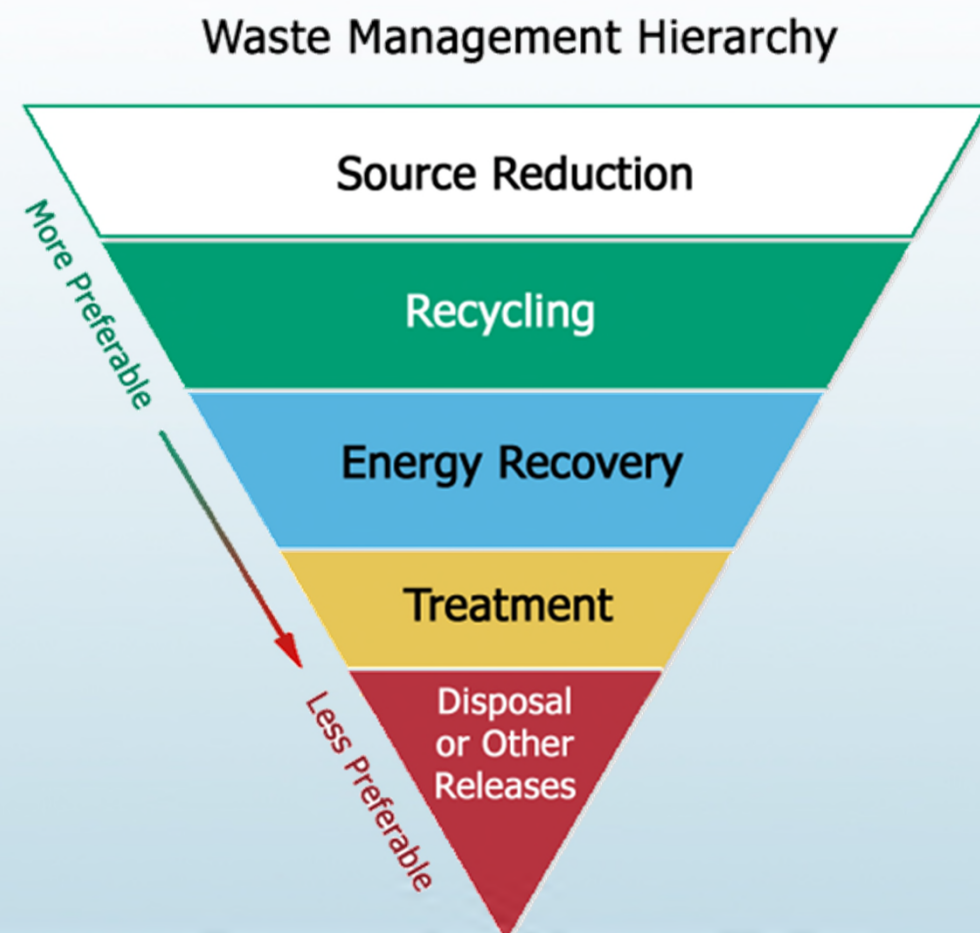 Waste Management Hierarchy
Source Reduction
More Preferable
Recycling
Energy Recovery
Treatment
Less Preferable
Disposal
or Other
Releases